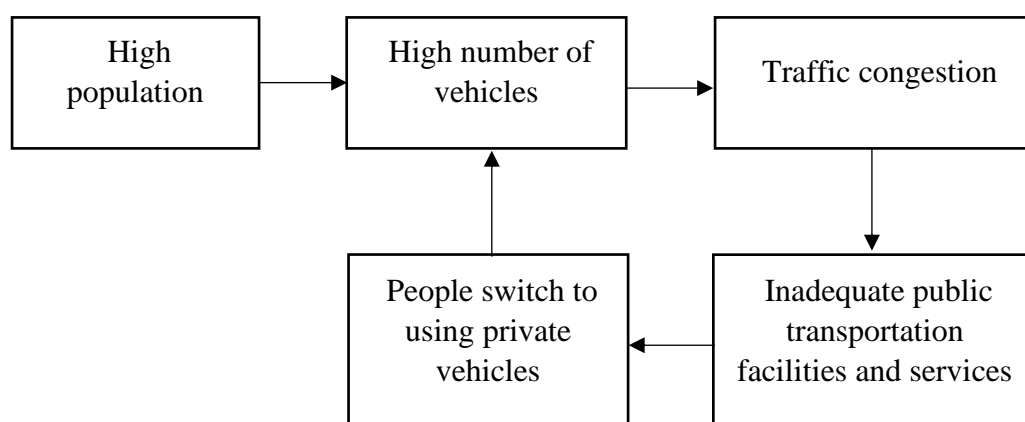 High
population
High number of
vehicles
Traffic congestion
People switch to
using private
vehicles
Inadequate public
transportation
facilities and services